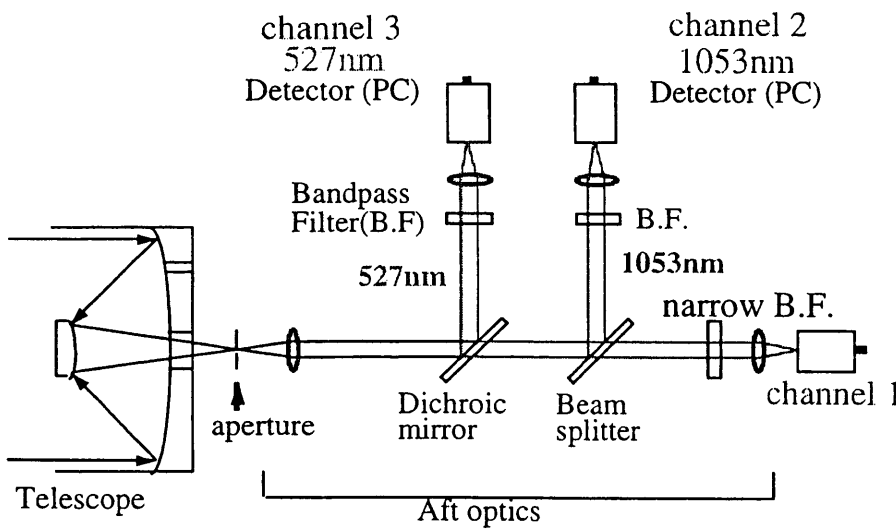 channel 3
527nm
Detector (PC)
channel 2
1053nm
Detector (PC)
Bandpass
Filter(B.F)
B.F.
527nm
1053nm
narrow B.F.
channel 1
Dichroic
mirror
Beam
splitter
aperture
Telescope
Aft optics